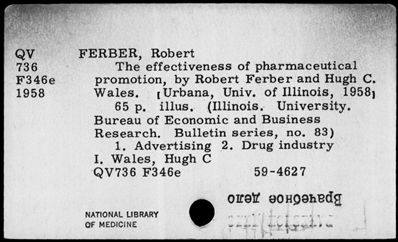 QV FERBER, Robert
736 The effectiveness of pharmaceutical
F346e promotion, by Robert Ferber and Hugh C.
1958 Wales. [Urbana, Univ. of Illinois, 1958]
65 p. illus. (Illinois. University.
Bureau of Economic and Business
Research. Bulletin series, no. 83)
1. Advertising 2. Drug industry
I. Wales, Hugh C
QV736 F346e 59-4627
Врачебное дело
NATIONAL LIBRARY
OF MEDICINE